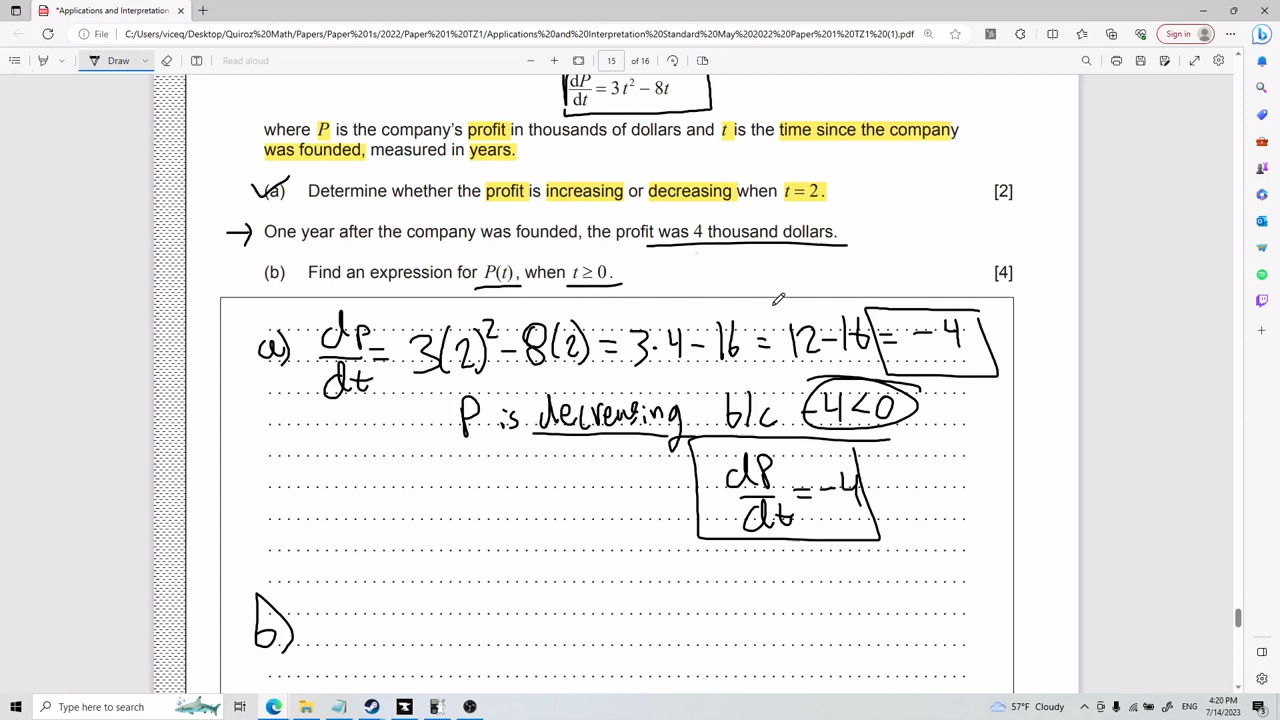 *Applications and Interpretation
File C:/Users/viceq/Quiroz%20Math/Papers/Paper%201s/2022/Paper%201%20TZ1/Applications%20and%20Interpretation%20Standard%20May%202022%20Paper%201%20TZ1%20(1).pdf
Sign in
Draw Read aloud 15 of 16
dP/dt = 3t² − 8t
where P is the company's profit in thousands of dollars and t is the time since the company
was founded, measured in years.
(a) Determine whether the profit is increasing or decreasing when t = 2. [2]
One year after the company was founded, the profit was 4 thousand dollars.
(b) Find an expression for P(t), when t ≥ 0. [4]
a) dP/dt = 3(2)² − 8(2) = 3·4 − 16 = 12 − 16 = −4
P is decreasing b/c −4 < 0
dP/dt = −4
b)
Type here to search
57°F Cloudy
4:20 PM
7/14/2023